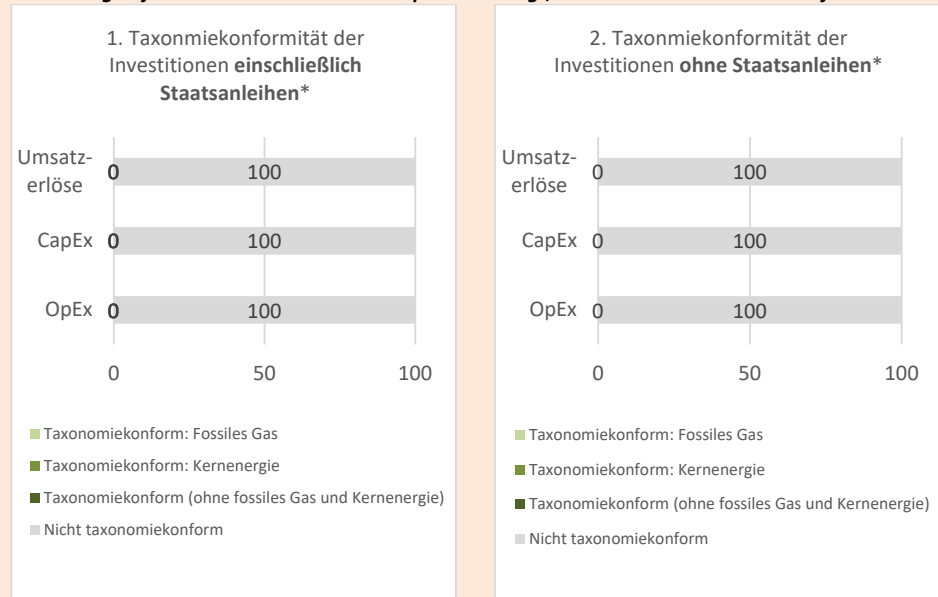 1. Taxonmiekonformität der
Investitionen einschließlich
Staatsanleihen*
Umsatz-
erlöse
0 100
CapEx 0 100
OpEx 0 100
0 50 100
Taxonomiekonform: Fossiles Gas
Taxonomiekonform: Kernenergie
Taxonomiekonform (ohne fossiles Gas und Kernenergie)
Nicht taxonomiekonform
2. Taxonmiekonformität der
Investitionen ohne Staatsanleihen*
Umsatz-
erlöse
0 100
CapEx 0 100
OpEx 0 100
0 50 100
Taxonomiekonform: Fossiles Gas
Taxonomiekonform: Kernenergie
Taxonomiekonform (ohne fossiles Gas und Kernenergie)
Nicht taxonomiekonform